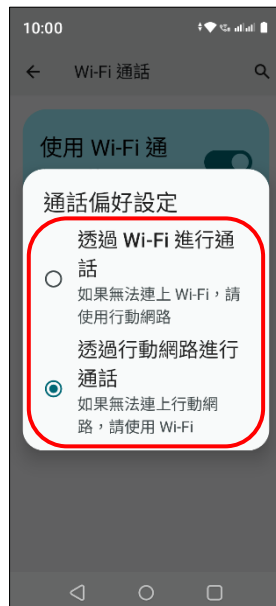 10:00
Wi-Fi 通話
使用 Wi-Fi 通
通話偏好設定
透過 Wi-Fi 進行通
話
如果無法連上 Wi-Fi，請
使用行動網路
透過行動網路進行
通話
如果無法連上行動網
路，請使用 Wi-Fi